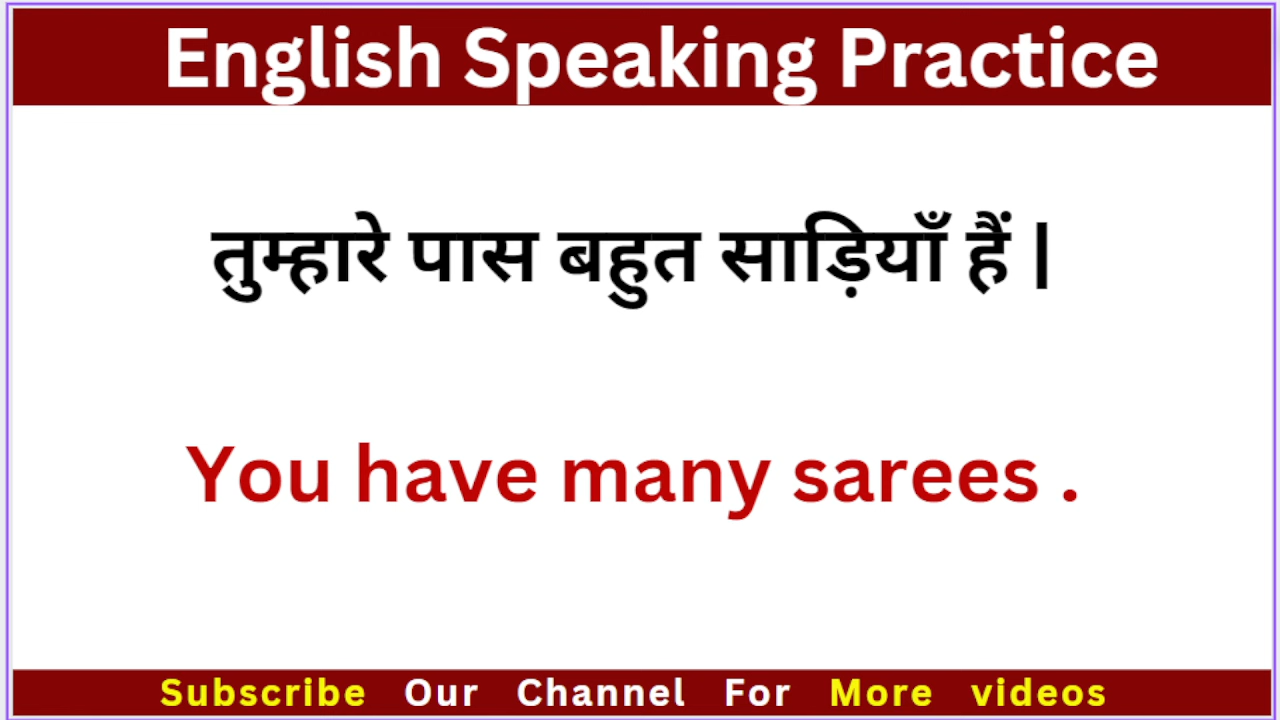 English Speaking Practice
तुम्हारे पास बहुत साड़ियाँ हैं |
You have many sarees .
Subscribe Our Channel For More videos